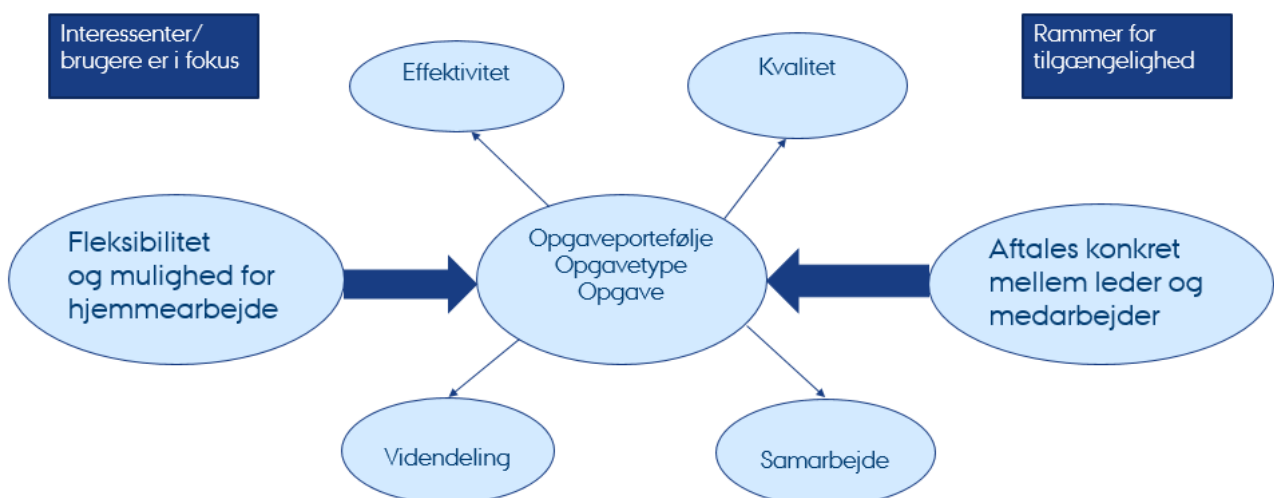 Interessenter/
brugere er i fokus
Effektivitet
Kvalitet
Rammer for
tilgængelighed
Fleksibilitet
og mulighed for
hjemmearbejde
Opgaveportefølje
Opgavetype
Opgave
Aftales konkret
mellem leder og
medarbejder
Videndeling
Samarbejde